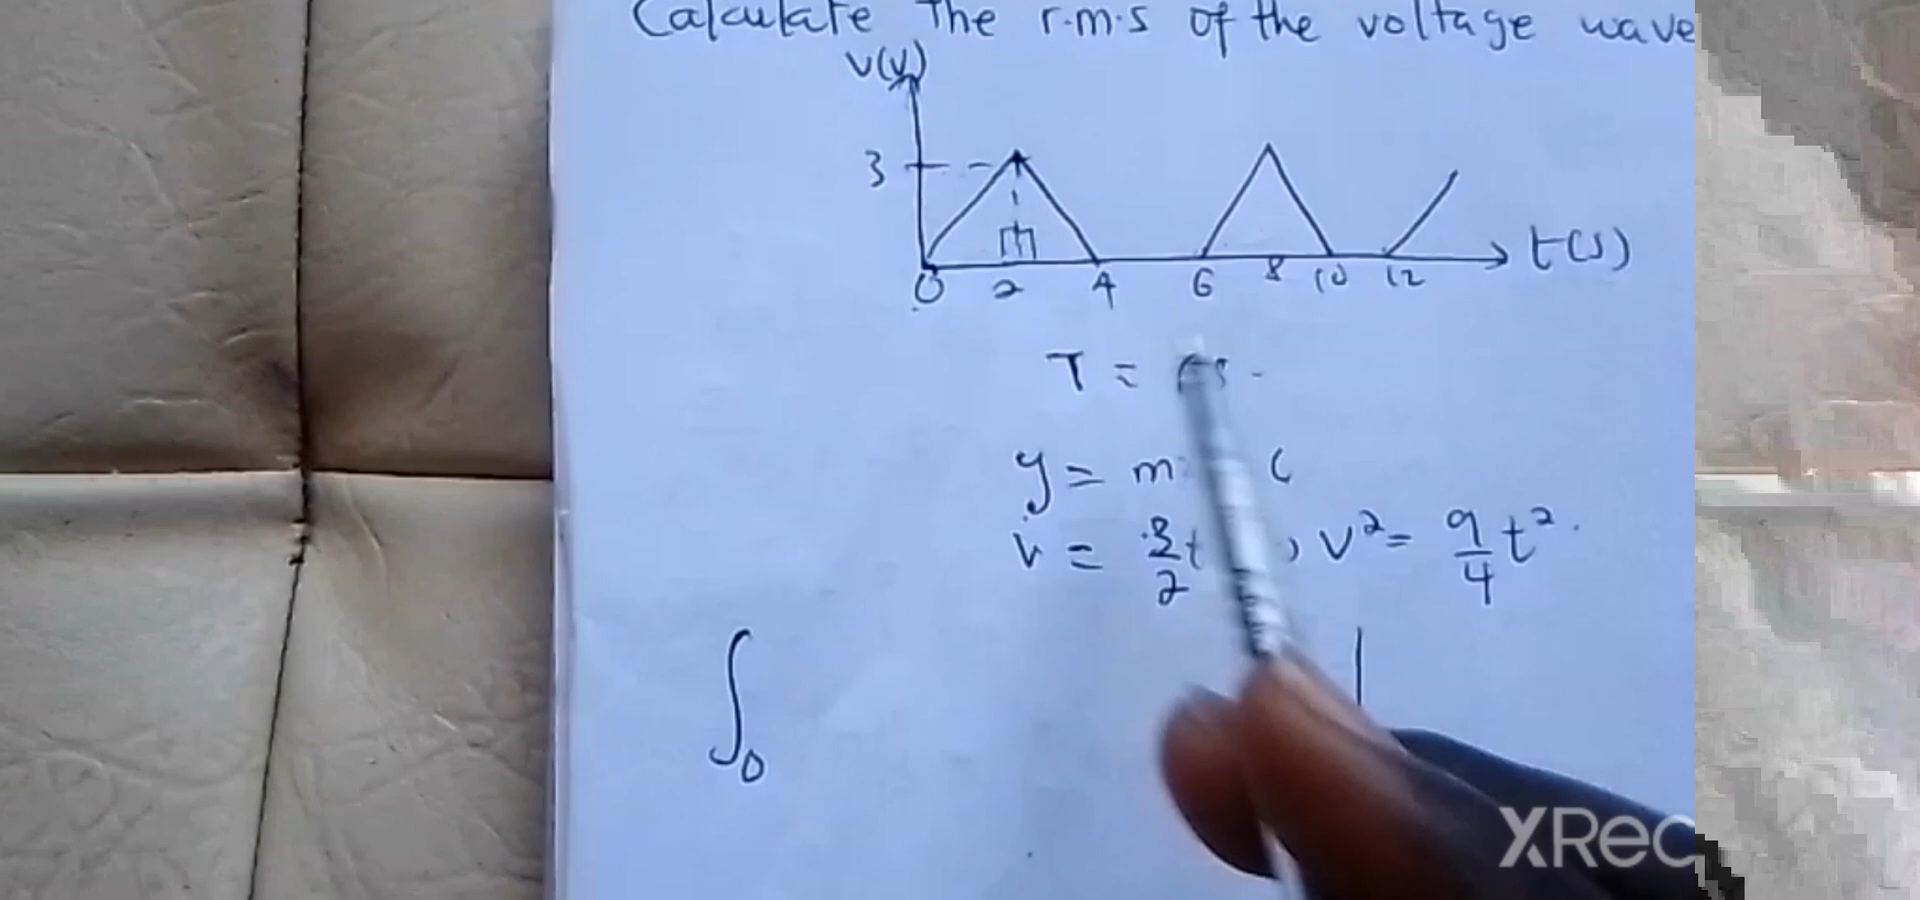 Calculate The r.m.s of the voltage wave
v(v)
3
0 2 4 6 8 10 12 t(s)
T =
y = m
v = 3/2 t , v² = 9/4 t².
∫0
XRec